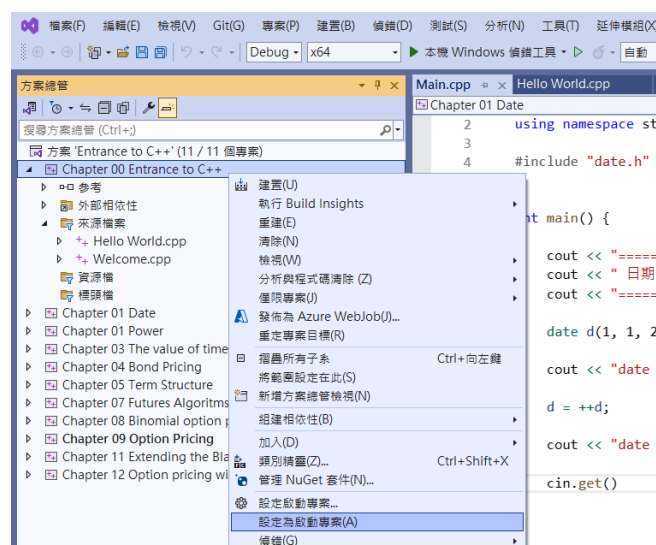 檔案(F) 編輯(E) 檢視(V) Git(G) 專案(P) 建置(B) 偵錯(D) 測試(S) 分析(N) 工具(T) 延伸模組(X
Debug x64 本機 Windows 偵錯工具 自動
方案總管
搜尋方案總管 (Ctrl+;)
方案 'Entrance to C++' (11 / 11 個專案)
Chapter 00 Entrance to C++
參考
外部相依性
來源檔案
Hello World.cpp
Welcome.cpp
資源檔
標頭檔
Chapter 01 Date
Chapter 01 Power
Chapter 03 The value of time
Chapter 04 Bond Pricing
Chapter 05 Term Structure
Chapter 07 Futures Algoritms
Chapter 08 Binomial option p
Chapter 09 Option Pricing
Chapter 11 Extending the Bla
Chapter 12 Option pricing wi
建置(U)
執行 Build Insights
重建(E)
清除(N)
檢視(W)
分析與程式碼清除 (Z)
僅限專案(J)
發佈為 Azure WebJob(J)...
重定專案目標(R)
摺疊所有子系 Ctrl+向左鍵
將範圍設定在此(S)
新增方案總管檢視(N)
組建相依性(B)
加入(D)
類別精靈(Z)... Ctrl+Shift+X
管理 NuGet 套件(N)...
設定啟動專案...
設定為啟動專案(A)
偵錯(G)
Main.cpp Hello World.cpp
Chapter 01 Date
2 using namespace st
3
4 #include "date.h"
nt main() {
cout << "=====
cout << " 日期
cout << "=====
date d(1, 1, 2
cout << "date
d = ++d;
cout << "date
cin.get()